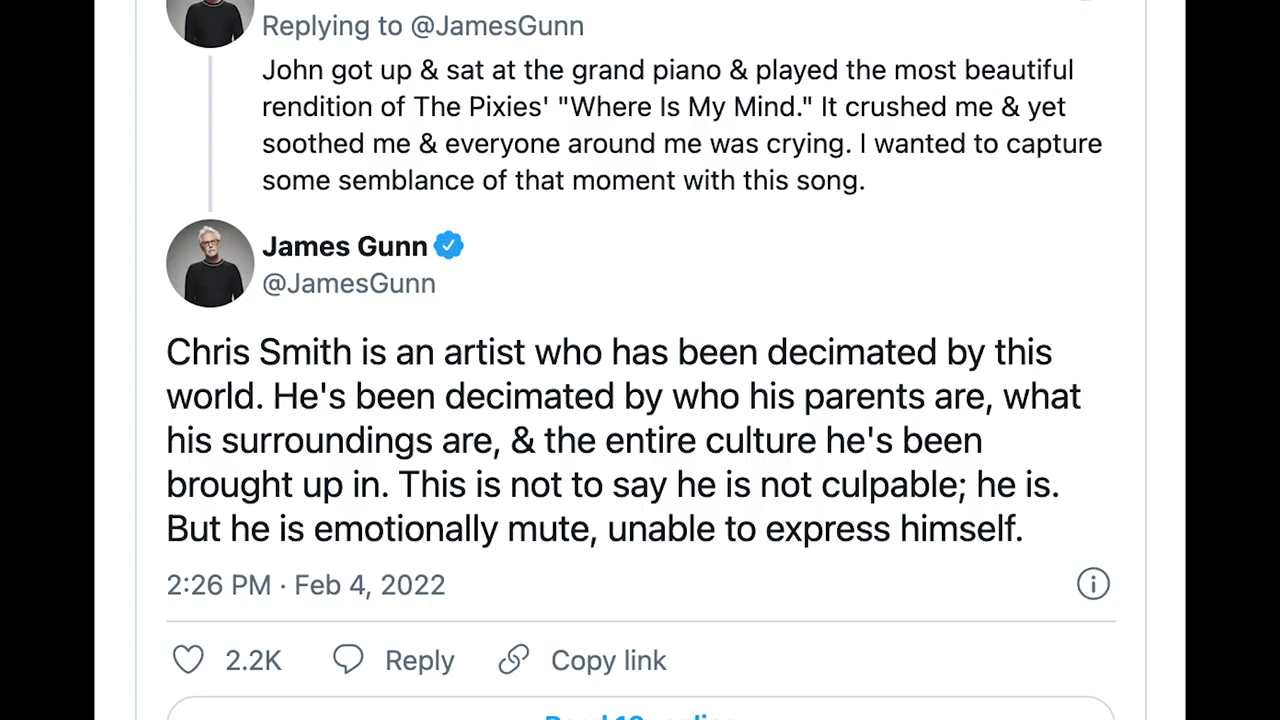 Replying to @JamesGunn
John got up & sat at the grand piano & played the most beautiful
rendition of The Pixies' "Where Is My Mind." It crushed me & yet
soothed me & everyone around me was crying. I wanted to capture
some semblance of that moment with this song.
James Gunn
@JamesGunn
Chris Smith is an artist who has been decimated by this
world. He's been decimated by who his parents are, what
his surroundings are, & the entire culture he's been
brought up in. This is not to say he is not culpable; he is.
But he is emotionally mute, unable to express himself.
2:26 PM · Feb 4, 2022
2.2K Reply Copy link